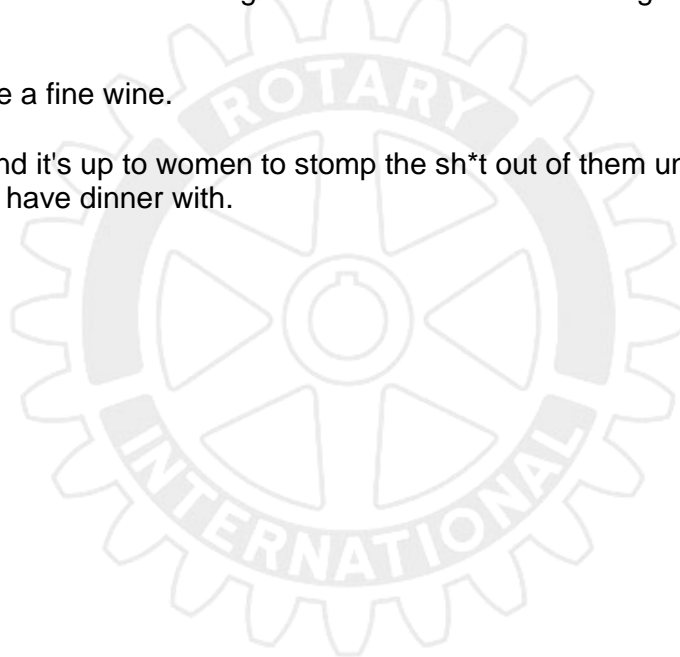 e a fine wine.
nd it's up to women to stomp the sh*t out of them un
have dinner with.
ROTARY
INTERNATIONAL